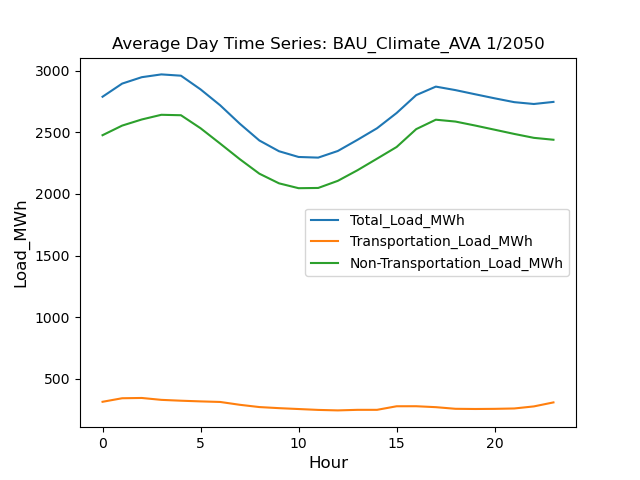 Average Day Time Series: BAU_Climate_AVA 1/2050
3000
2500
2000
1500
1000
500
Load_MWh
Total_Load_MWh
Transportation_Load_MWh
Non-Transportation_Load_MWh
0 5 10 15 20
Hour